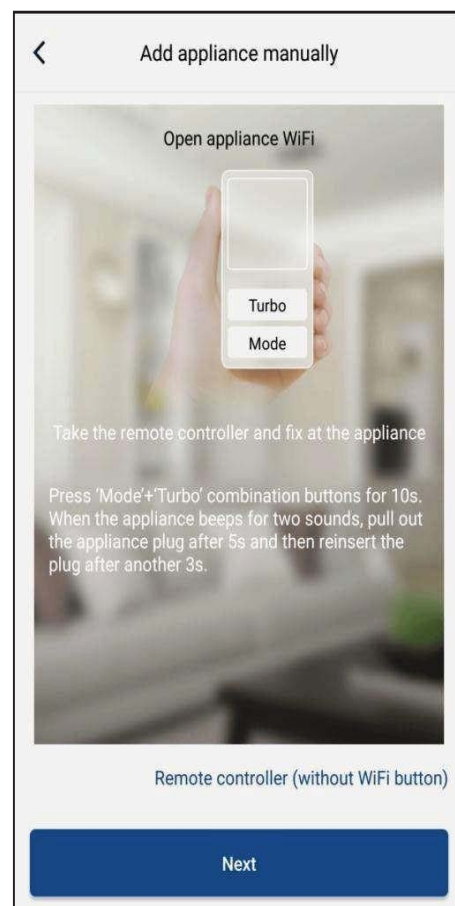 Add appliance manually
Open appliance WiFi
Turbo
Mode
Take the remote controller and fix at the appliance
Press ‘Mode’+‘Turbo’ combination buttons for 10s.
When the appliance beeps for two sounds, pull out
the appliance plug after 5s and then reinsert the
plug after another 3s.
Remote controller (without WiFi button)
Next